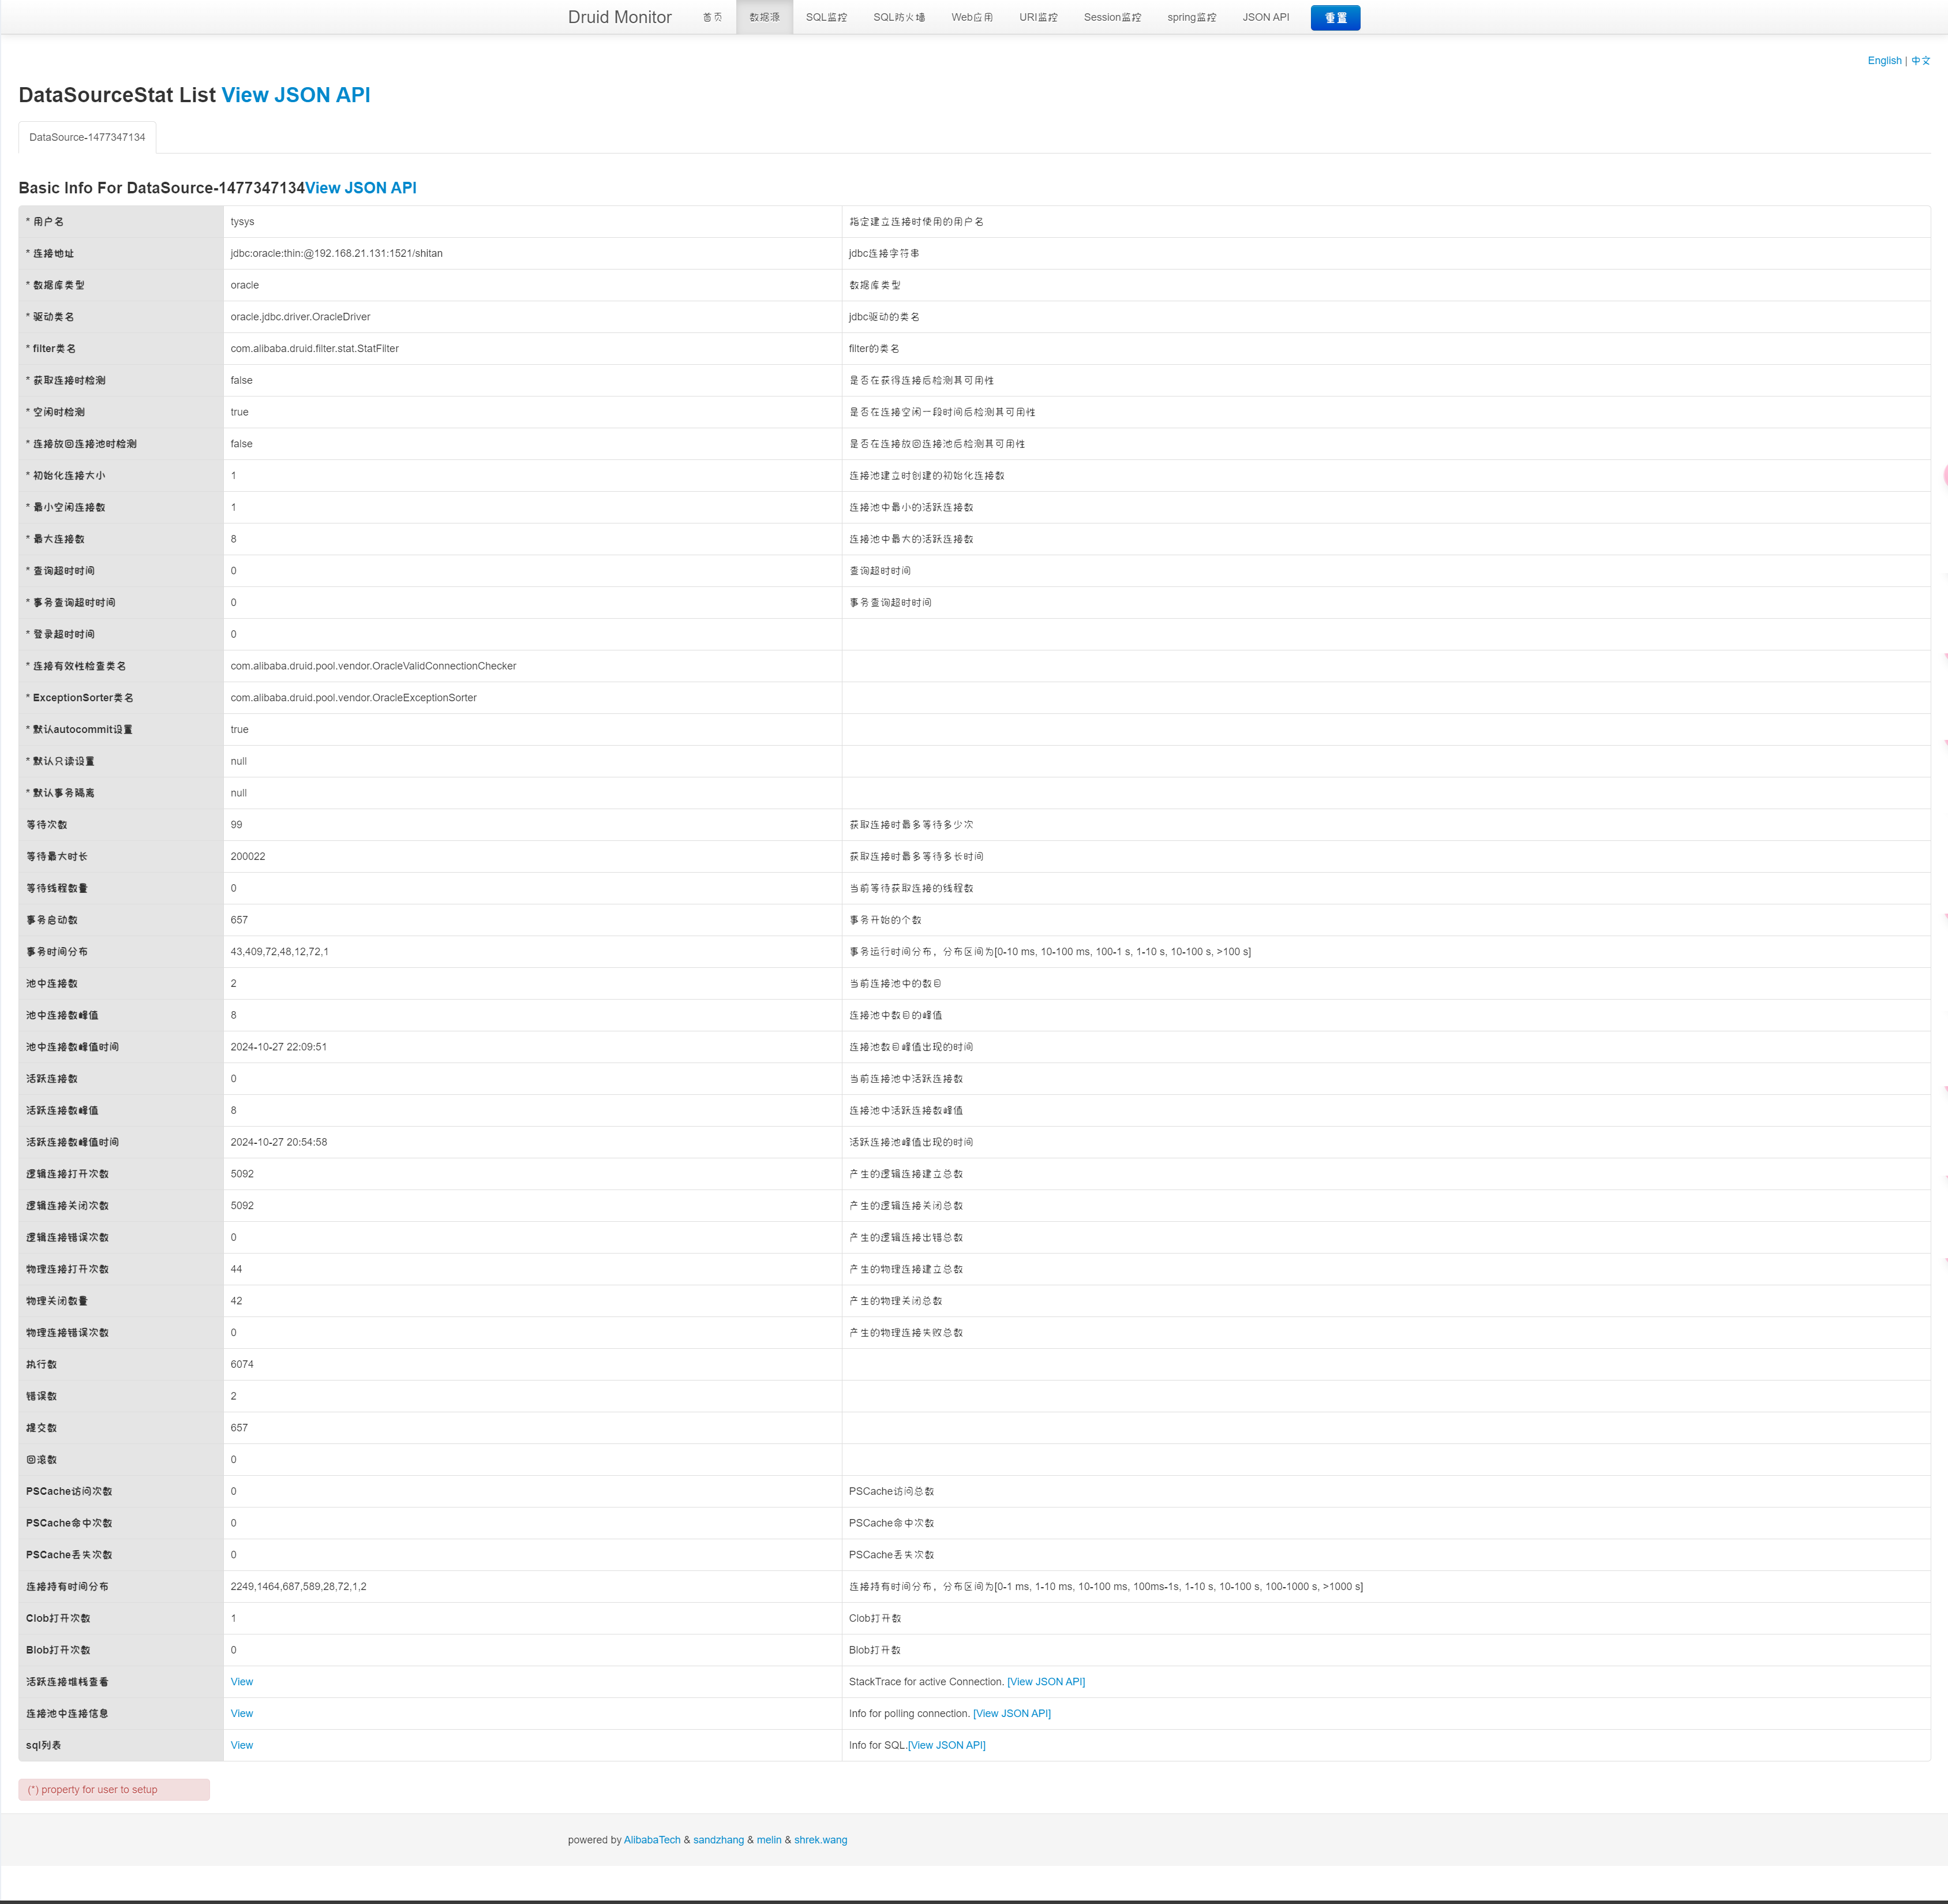 Druid Monitor 首页 数据源 SQL监控 SQL防火墙 Web应用 URI监控 Session监控 spring监控 JSON API 重置
English | 中文
DataSourceStat List View JSON API
DataSource-1477347134
Basic Info For DataSource-1477347134View JSON API
* 用户名 tysys 指定建立连接时使用的用户名
* 连接地址 jdbc:oracle:thin:@192.168.21.131:1521/shitan jdbc连接字符串
* 数据库类型 oracle 数据库类型
* 驱动类名 oracle.jdbc.driver.OracleDriver jdbc驱动的类名
* filter类名 com.alibaba.druid.filter.stat.StatFilter filter的类名
* 获取连接时检测 false 是否在获得连接后检测其可用性
* 空闲时检测 true 是否在连接空闲一段时间后检测其可用性
* 连接放回连接池时检测 false 是否在连接放回连接池后检测其可用性
* 初始化连接大小 1 连接池建立时创建的初始化连接数
* 最小空闲连接数 1 连接池中最小的活跃连接数
* 最大连接数 8 连接池中最大的活跃连接数
* 查询超时时间 0 查询超时时间
* 事务查询超时时间 0 事务查询超时时间
* 登录超时时间 0
* 连接有效性检查类名 com.alibaba.druid.pool.vendor.OracleValidConnectionChecker
* ExceptionSorter类名 com.alibaba.druid.pool.vendor.OracleExceptionSorter
* 默认autocommit设置 true
* 默认只读设置 null
* 默认事务隔离 null
等待次数 99 获取连接时最多等待多少次
等待最大时长 200022 获取连接时最多等待多长时间
等待线程数量 0 当前等待获取连接的线程数
事务启动数 657 事务开始的个数
事务时间分布 43,409,72,48,12,72,1 事务运行时间分布，分布区间为[0-10 ms, 10-100 ms, 100-1 s, 1-10 s, 10-100 s, >100 s]
池中连接数 2 当前连接池中的数目
池中连接数峰值 8 连接池中数目的峰值
池中连接数峰值时间 2024-10-27 22:09:51 连接池数目峰值出现的时间
活跃连接数 0 当前连接池中活跃连接数
活跃连接数峰值 8 连接池中活跃连接数峰值
活跃连接数峰值时间 2024-10-27 20:54:58 活跃连接池峰值出现的时间
逻辑连接打开次数 5092 产生的逻辑连接建立总数
逻辑连接关闭次数 5092 产生的逻辑连接关闭总数
逻辑连接错误次数 0 产生的逻辑连接出错总数
物理连接打开次数 44 产生的物理连接建立总数
物理关闭数量 42 产生的物理关闭总数
物理连接错误次数 0 产生的物理连接失败总数
执行数 6074
错误数 2
提交数 657
回滚数 0
PSCache访问次数 0 PSCache访问总数
PSCache命中次数 0 PSCache命中次数
PSCache丢失次数 0 PSCache丢失次数
连接持有时间分布 2249,1464,687,589,28,72,1,2 连接持有时间分布，分布区间为[0-1 ms, 1-10 ms, 10-100 ms, 100ms-1s, 1-10 s, 10-100 s, 100-1000 s, >1000 s]
Clob打开次数 1 Clob打开数
Blob打开次数 0 Blob打开数
活跃连接堆栈查看 View StackTrace for active Connection. [View JSON API]
连接池中连接信息 View Info for polling connection. [View JSON API]
sql列表 View Info for SQL.[View JSON API]
(*) property for user to setup
powered by AlibabaTech & sandzhang & melin & shrek.wang